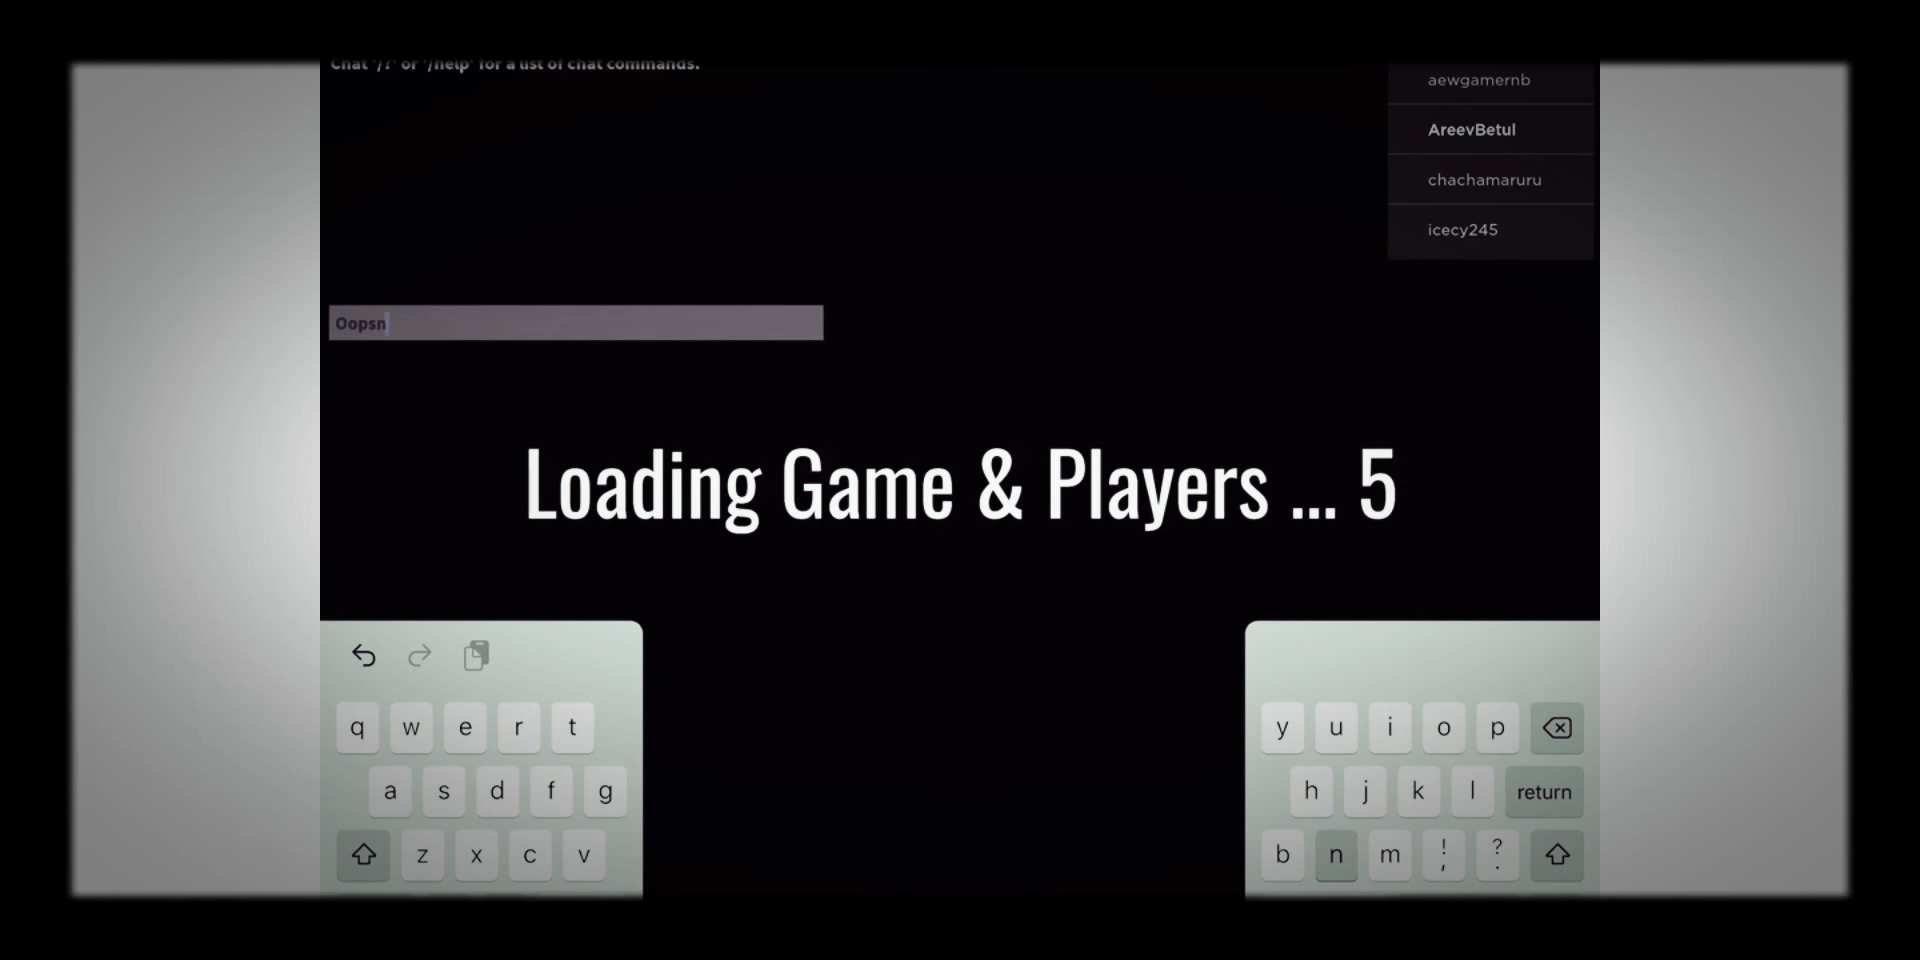 Chat '/?' or '/help' for a list of chat commands.
aewgamernb
AreevBetul
chachamaruru
icecy245
Oopsn
Loading Game & Players ... 5
q w e r t
y u i o p
a s d f g
h j k l return
z x c v
b n m ! , ? .